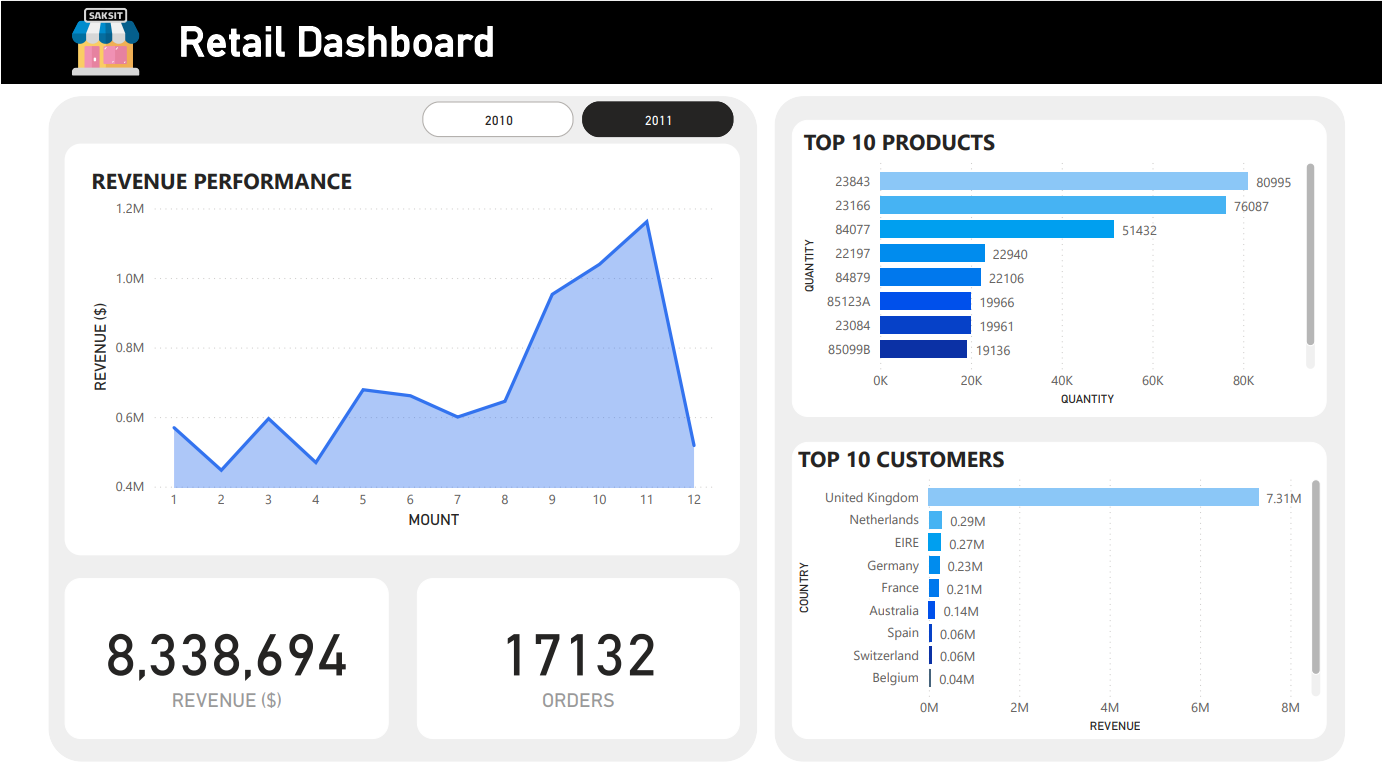 SAKSIT
Retail Dashboard
2010
2011
REVENUE PERFORMANCE
REVENUE ($)
1.2M
1.0M
0.8M
0.6M
0.4M
1 2 3 4 5 6 7 8 9 10 11 12
MOUNT
8,338,694
REVENUE ($)
17132
ORDERS
TOP 10 PRODUCTS
QUANTITY
23843 80995
23166 76087
84077 51432
22197 22940
84879 22106
85123A 19966
23084 19961
85099B 19136
0K 20K 40K 60K 80K
QUANTITY
TOP 10 CUSTOMERS
COUNTRY
United Kingdom 7.31M
Netherlands 0.29M
EIRE 0.27M
Germany 0.23M
France 0.21M
Australia 0.14M
Spain 0.06M
Switzerland 0.06M
Belgium 0.04M
0M 2M 4M 6M 8M
REVENUE